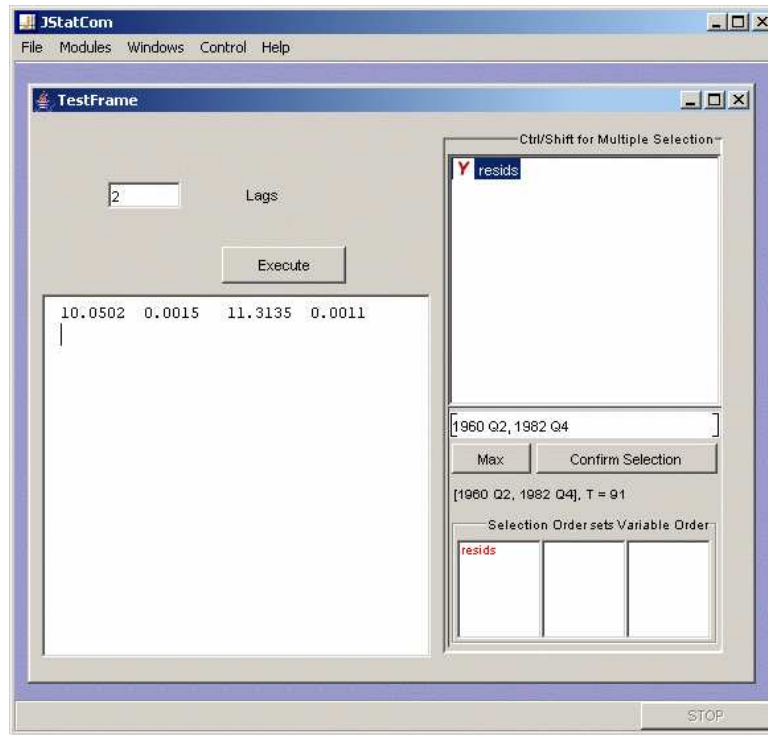 JStatCom
File Modules Windows Control Help
TestFrame
2 Lags
Execute
10.0502 0.0015 11.3135 0.0011
Ctrl/Shift for Multiple Selection
Y resids
[1960 Q2, 1982 Q4]
Max Confirm Selection
[1960 Q2, 1982 Q4], T = 91
Selection Order sets Variable Order
resids
STOP